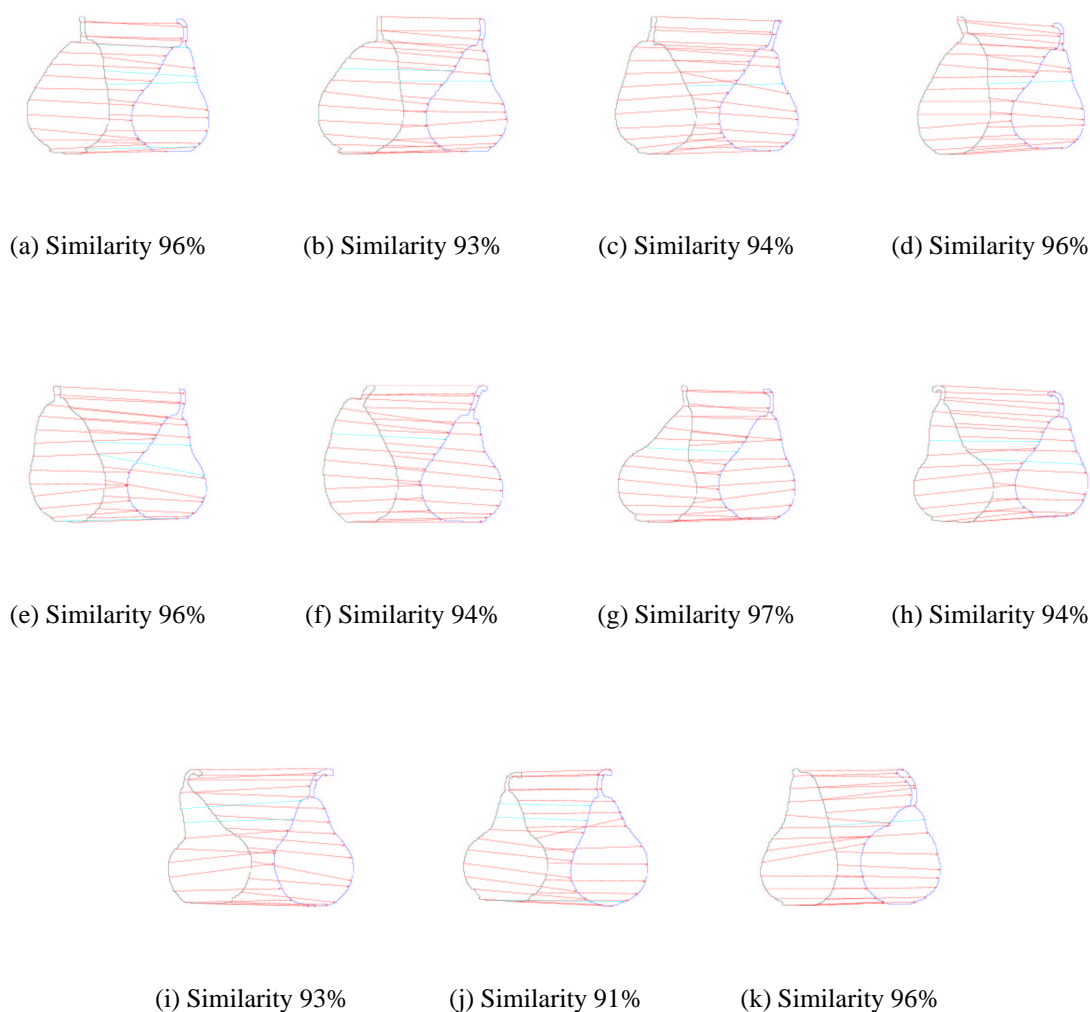 (a) Similarity 96%
(b) Similarity 93%
(c) Similarity 94%
(d) Similarity 96%
(e) Similarity 96%
(f) Similarity 94%
(g) Similarity 97%
(h) Similarity 94%
(i) Similarity 93%
(j) Similarity 91%
(k) Similarity 96%